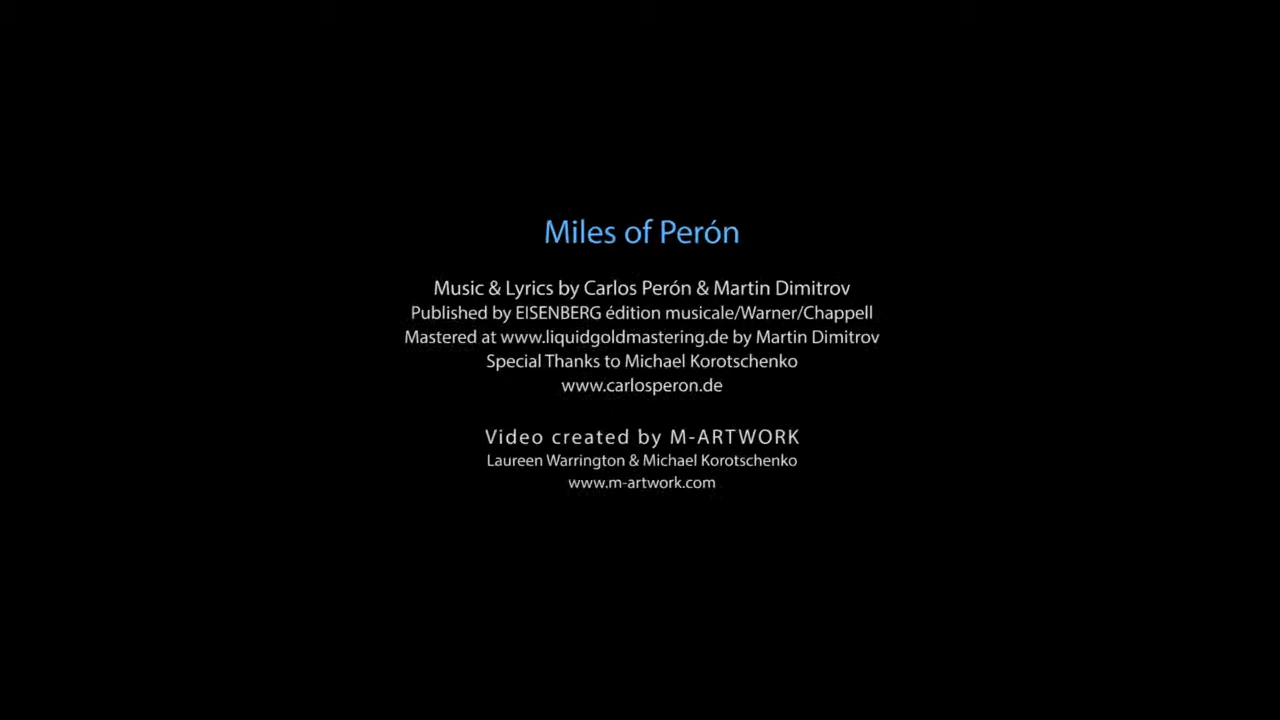 Miles of Perón
Music & Lyrics by Carlos Perón & Martin Dimitrov
Published by EISENBERG édition musicale/Warner/Chappell
Mastered at www.liquidgoldmastering.de by Martin Dimitrov
Special Thanks to Michael Korotschenko
www.carlosperon.de
Video created by M-ARTWORK
Laureen Warrington & Michael Korotschenko
www.m-artwork.com